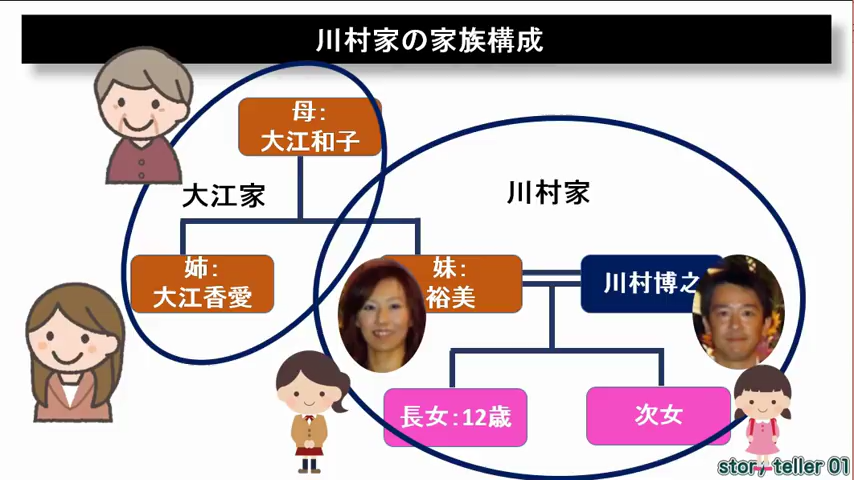 川村家の家族構成
母：
大江和子
大江家
川村家
姉：
大江香愛
妹：
裕美
川村博之
長女：12歳
次女
story teller 01